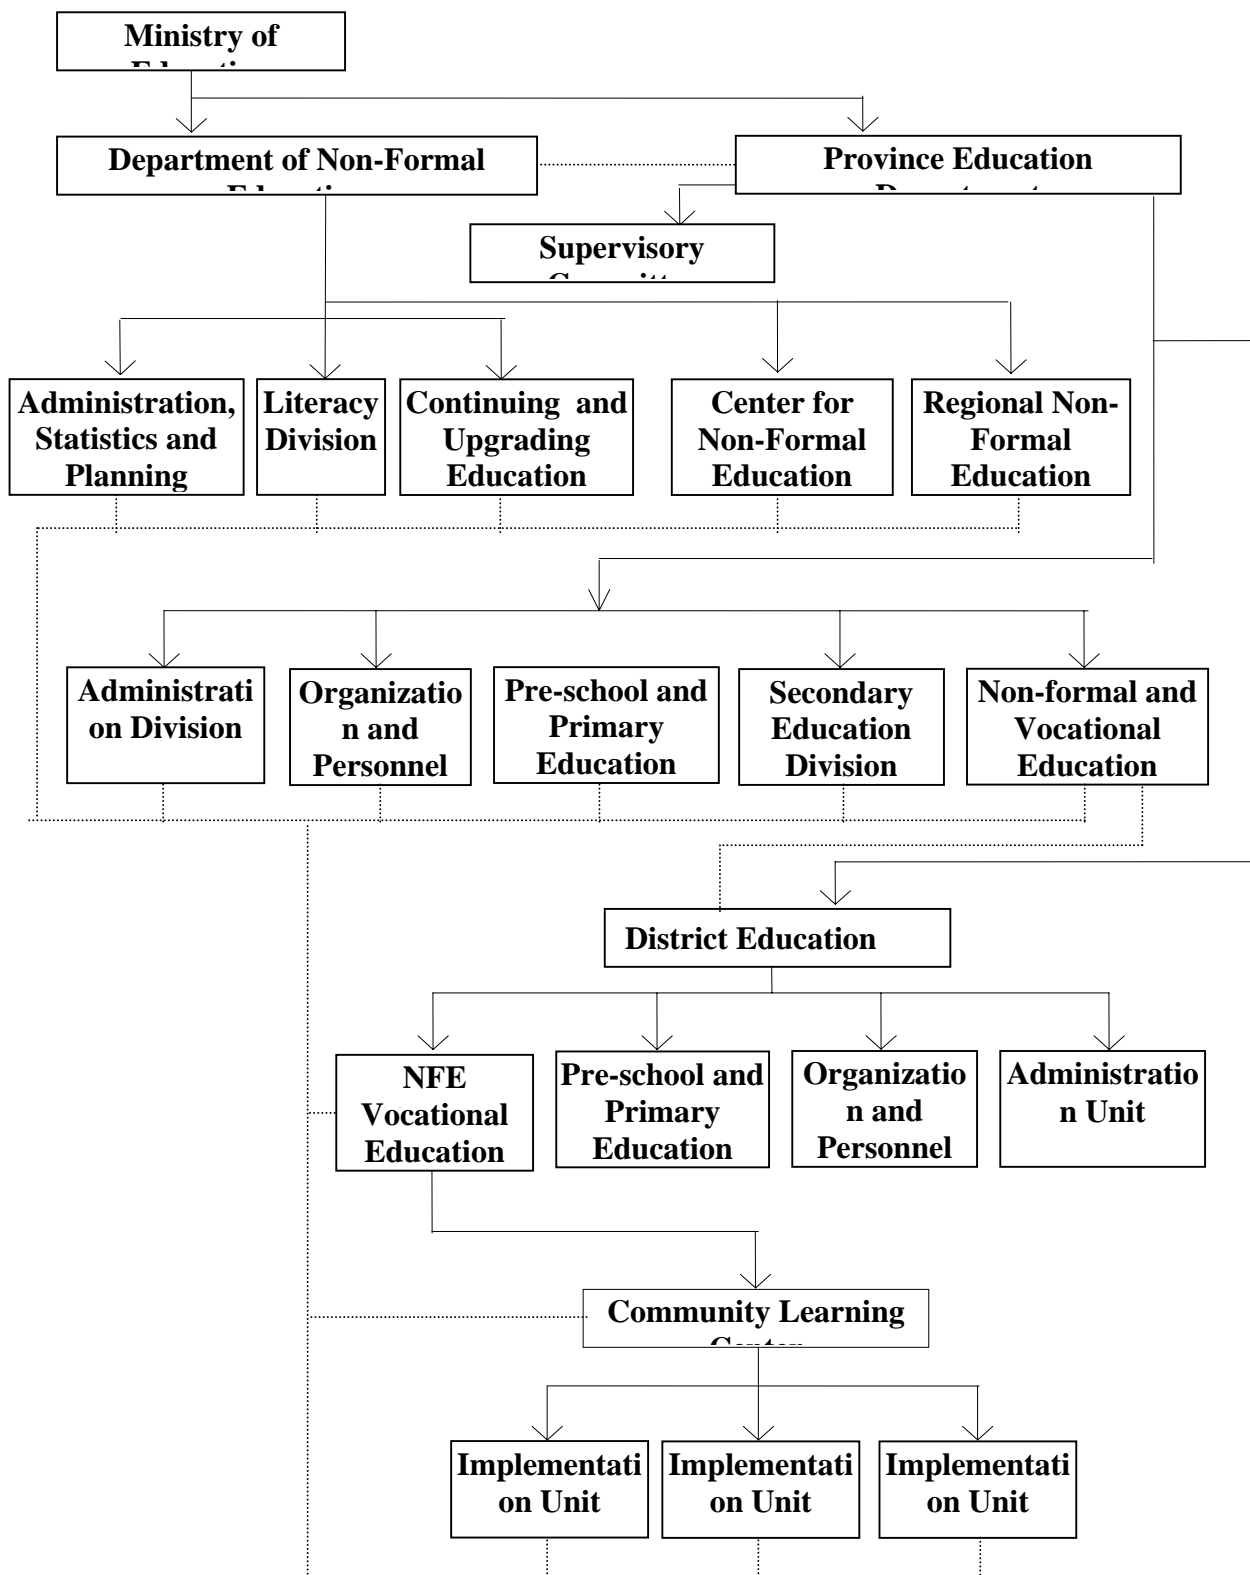 Ministry of
Department of Non-Formal
Province Education
Supervisory
Administration,
Statistics and
Planning
Literacy
Division
Continuing and
Upgrading
Education
Center for
Non-Formal
Education
Regional Non-
Formal
Education
Administrati
on Division
Organizatio
n and
Personnel
Pre-school and
Primary
Education
Secondary
Education
Division
Non-formal and
Vocational
Education
District Education
NFE
Vocational
Education
Pre-school and
Primary
Education
Organizatio
n and
Personnel
Administratio
n Unit
Community Learning
Implementati
on Unit
Implementati
on Unit
Implementati
on Unit